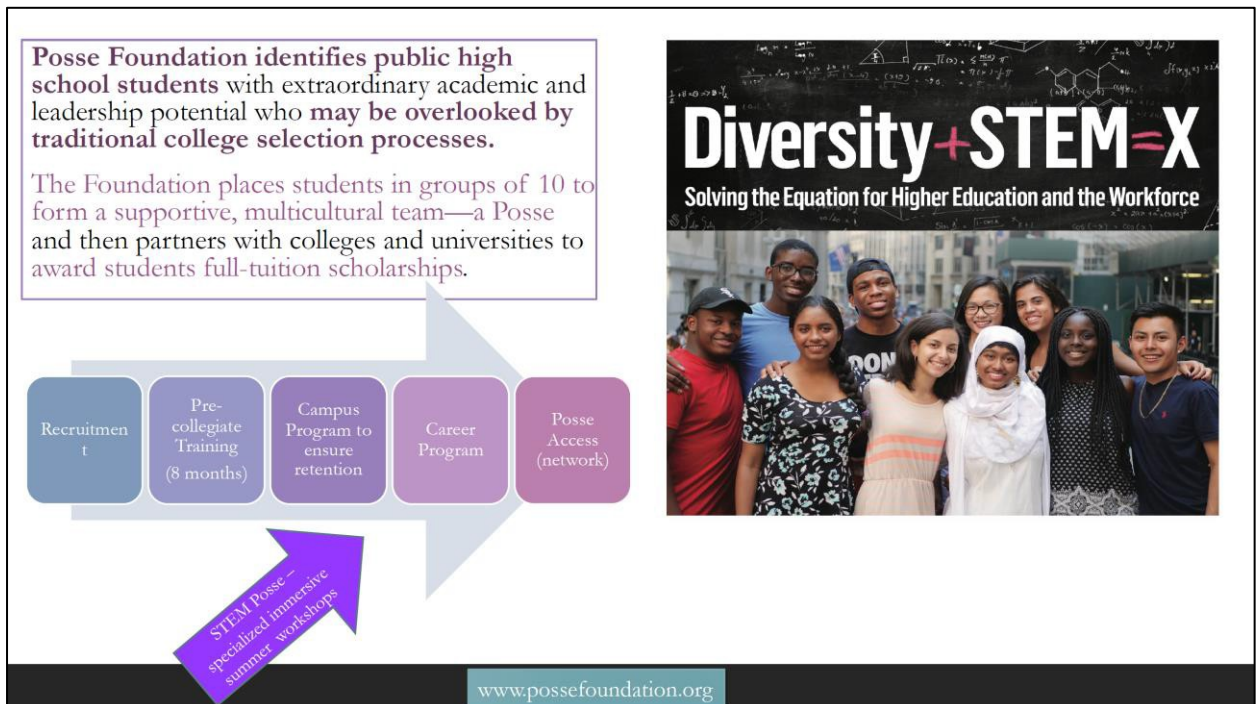 Posse Foundation identifies public high
school students with extraordinary academic and
leadership potential who may be overlooked by
traditional college selection processes.
The Foundation places students in groups of 10 to
form a supportive, multicultural team—a Posse
and then partners with colleges and universities to
award students full-tuition scholarships.
Recruitmen
t
Pre-
collegiate
Training
(8 months)
Campus
Program to
ensure
retention
Career
Program
Posse
Access
(network)
STEM Posse –
specialized immersive
summer workshops
Diversity+STEM=X
Solving the Equation for Higher Education and the Workforce
DON
www.possefoundation.org